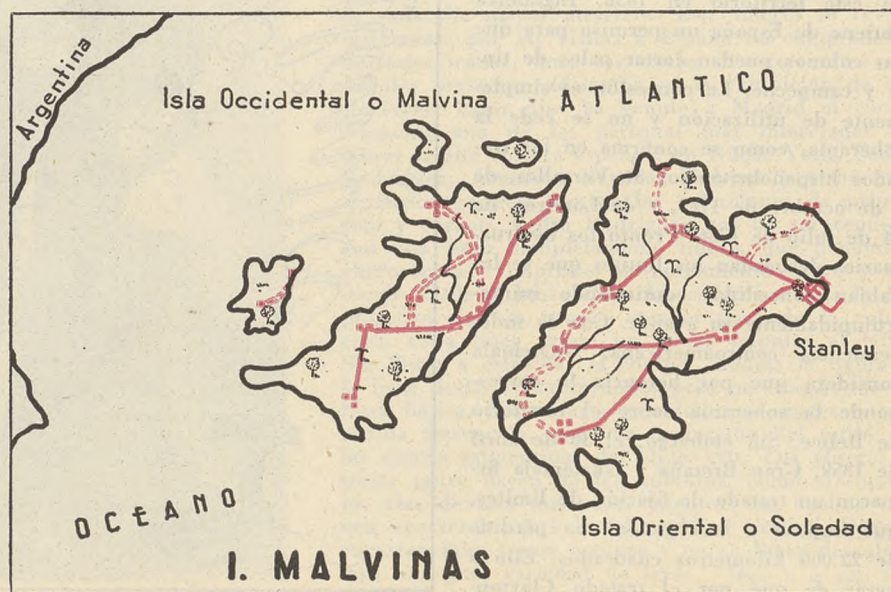 Argentina
Isla Occidental o Malvina
ATLANTICO
Stanley
OCEANO
Isla Oriental o Soledad
I. MALVINAS